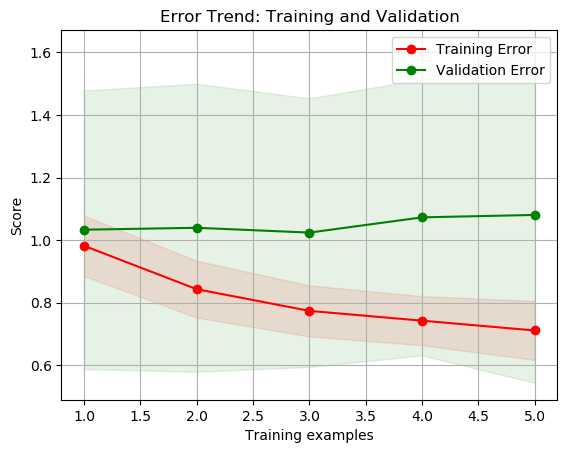 Error Trend: Training and Validation
1.6
1.4
1.2
1.0
0.8
0.6
Score
Training Error
Validation Error
1.0 1.5 2.0 2.5 3.0 3.5 4.0 4.5 5.0
Training examples